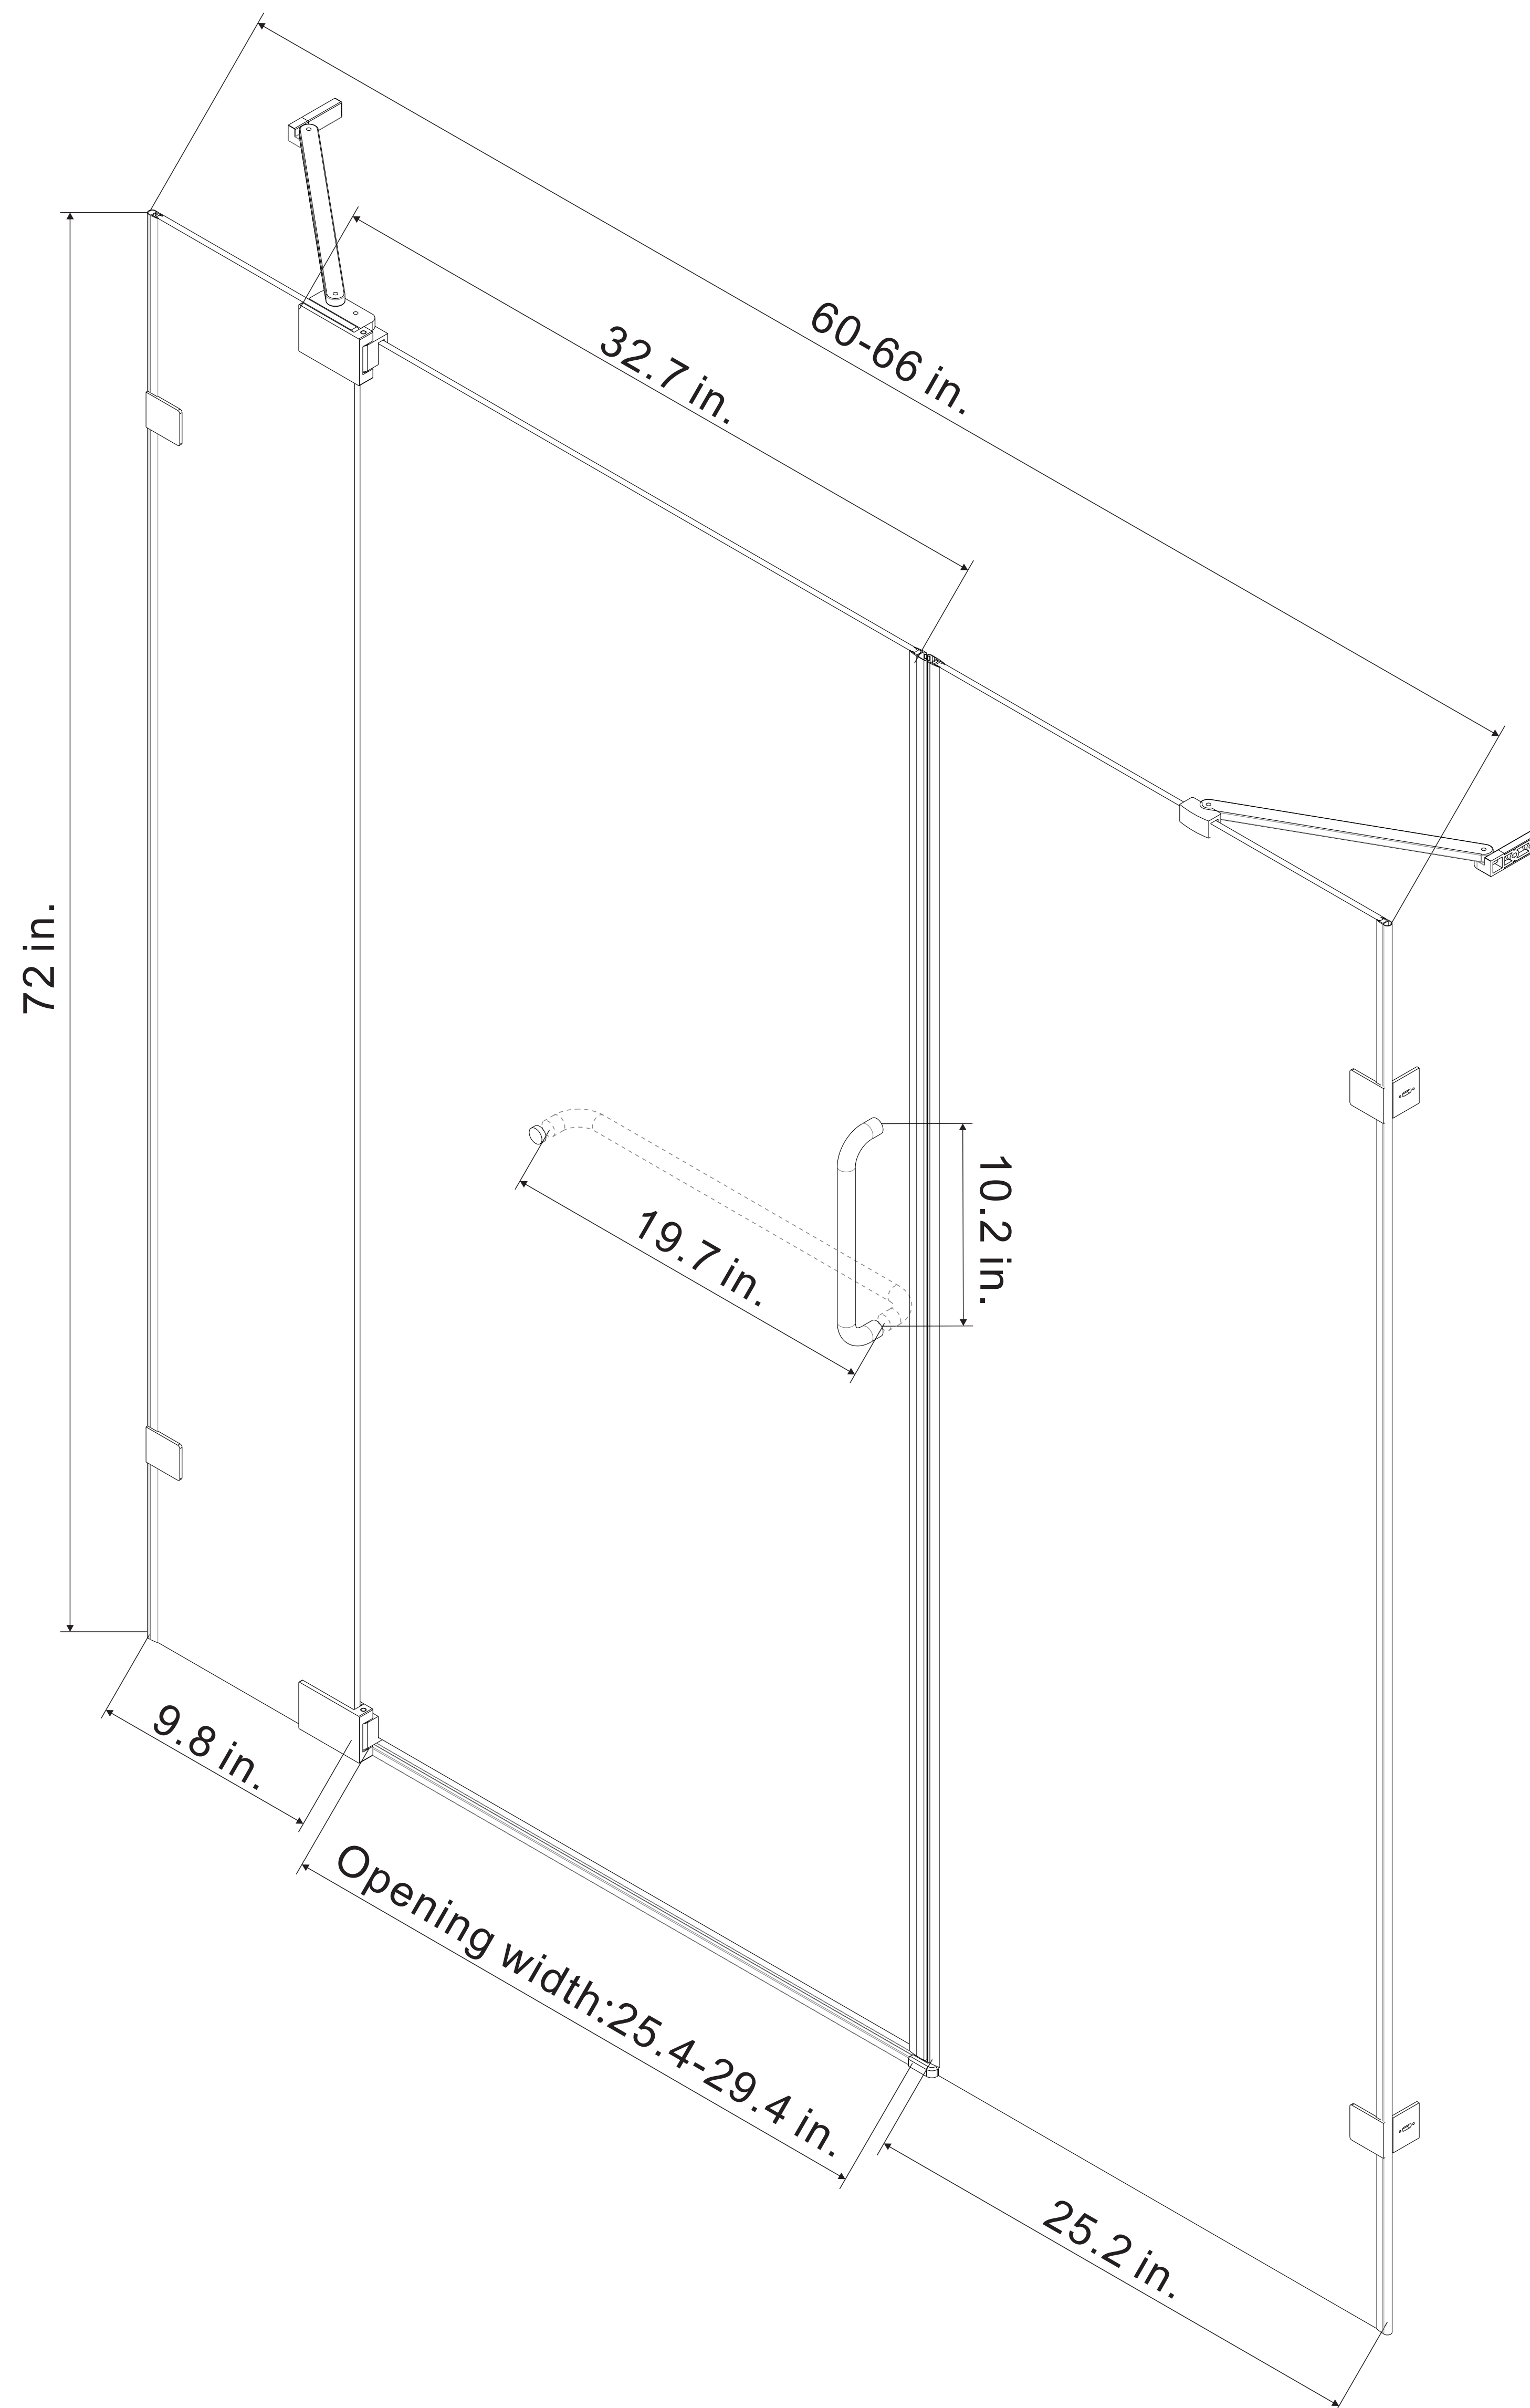 60-66 in.
32.7 in.
72 in.
10.2 in.
19.7 in.
9.8 in.
Opening width:25.4-29.4 in.
25.2 in.